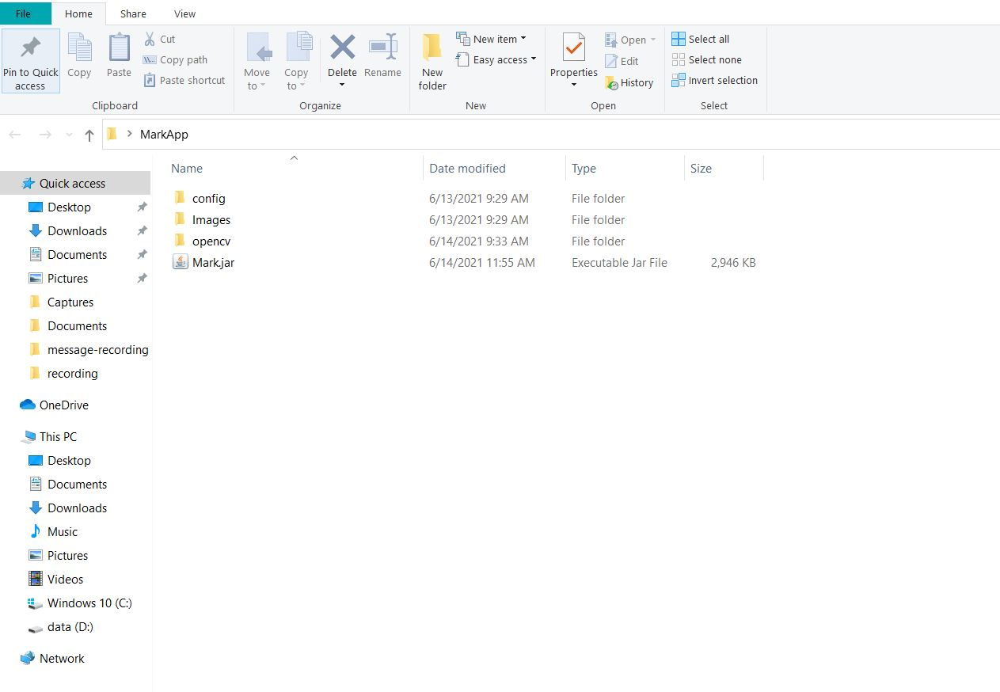 File Home Share View
Pin to Quick access
Copy
Paste
Cut
Copy path
Paste shortcut
Clipboard
Move to
Copy to
Delete
Rename
Organize
New folder
New item
Easy access
New
Properties
Open
Edit
History
Open
Select all
Select none
Invert selection
Select
MarkApp
Name Date modified Type Size
config 6/13/2021 9:29 AM File folder
Images 6/13/2021 9:29 AM File folder
opencv 6/14/2021 9:33 AM File folder
Mark.jar 6/14/2021 11:55 AM Executable Jar File 2,946 KB
Quick access
Desktop
Downloads
Documents
Pictures
Captures
Documents
message-recording
recording
OneDrive
This PC
Desktop
Documents
Downloads
Music
Pictures
Videos
Windows 10 (C:)
data (D:)
Network